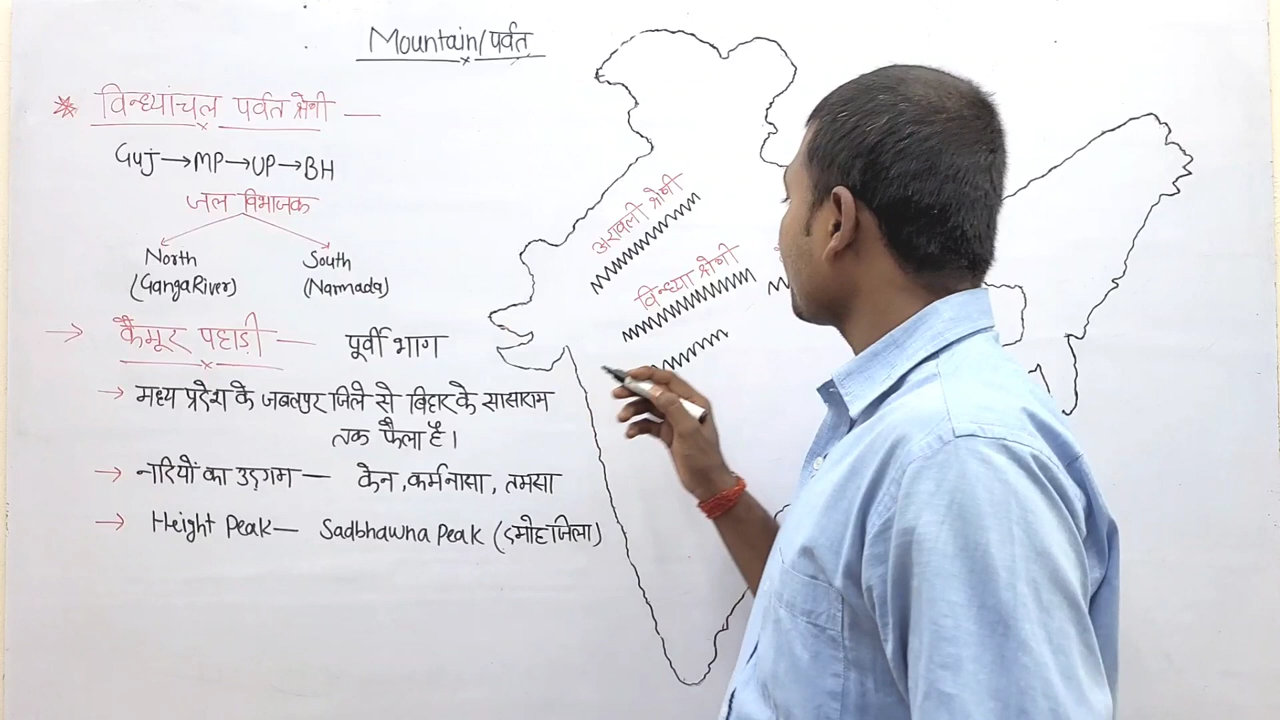 Mountain/पर्वत
विन्ध्यांचल पर्वत श्रेणी —
Guj→MP→UP→BH
जल विभाजक
North
(Ganga River)
South
(Narmada)
→ कैमूर पहाड़ी — पूर्वी भाग
→ मध्य प्रदेश के जबलपुर जिले से बिहार के सासाराम
तक फैला है।
→ नदियों का उद्गम — केन, कर्मनासा, तमसा
→ Height Peak — Sadbhawna Peak (दमोह जिला)
अरावली श्रेणी
विन्ध्या श्रेणी